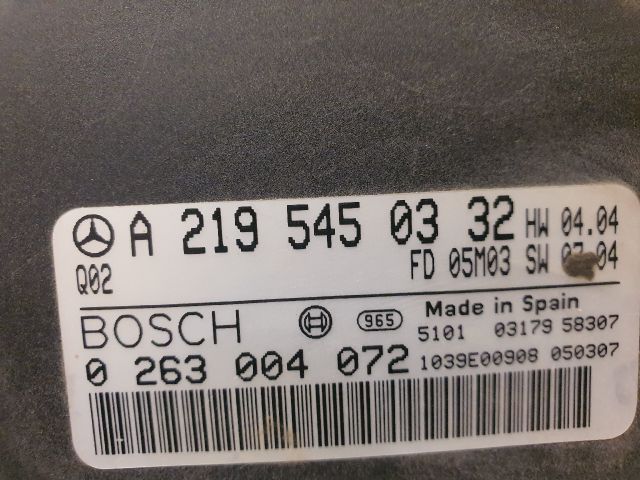 A 219 545 03 32 HW 04.04
Q02 FD 05M03 SW 04
BOSCH 965 Made in Spain
5101 03179 58307
0 263 004 072 1039E00908 050307